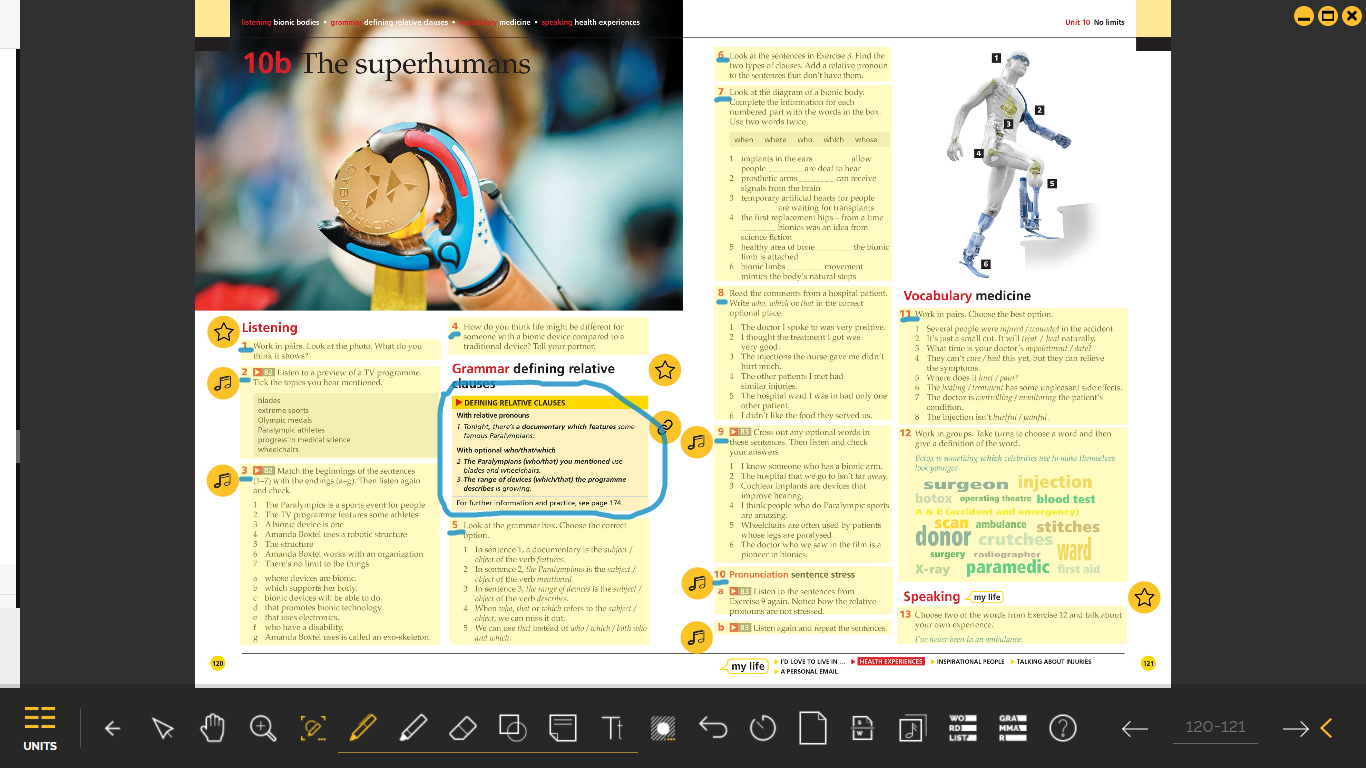 listening bionic bodies • grammar defining relative clauses • vocabulary medicine • speaking health experiences
Unit 10 No limits
10b The superhumans
CYBATHLON
Listening
1 Work in pairs. Look at the photo. What do you
think it shows?
2 ▶ 82 Listen to a preview of a TV programme.
Tick the topics you hear mentioned.
blades
extreme sports
Olympic medals
Paralympic athletes
progress in medical science
wheelchairs
3 ▶ 82 Match the beginnings of the sentences
(1–7) with the endings (a–g). Then listen again
and check.
1 The Paralympics is a sports event for people
2 The TV programme features some athletes
3 A bionic device is one
4 Amanda Boxtel uses a robotic structure
5 The structure
6 Amanda Boxtel works with an organization
7 There's no limit to the things
a whose devices are bionic.
b which supports her body.
c bionic devices will be able to do.
d that promotes bionic technology.
e that uses electronics.
f who have a disability.
g Amanda Boxtel uses is called an exo-skeleton.
4 How do you think life might be different for
someone with a bionic device compared to a
traditional device? Tell your partner.
Grammar defining relative
clauses
▶ DEFINING RELATIVE CLAUSES
With relative pronouns
1 Tonight, there's a documentary which features some
famous Paralympians.
With optional who/that/which
2 The Paralympians (who/that) you mentioned use
blades and wheelchairs.
3 The range of devices (which/that) the programme
describes is growing.
For further information and practice, see page 174.
5 Look at the grammar box. Choose the correct
option.
1 In sentence 1, a documentary is the subject /
object of the verb features.
2 In sentence 2, the Paralympians is the subject /
object of the verb mentioned.
3 In sentence 3, the range of devices is the subject /
object of the verb describes.
4 When who, that or which refers to the subject /
object, we can miss it out.
5 We can use that instead of who / which / both who
and which.
120
6 Look at the sentences in Exercise 3. Find the
two types of clauses. Add a relative pronoun
to the sentences that don't have them.
7 Look at the diagram of a bionic body.
Complete the information for each
numbered part with the words in the box.
Use two words twice.
when where who which whose
1 implants in the ears ________ allow
people ________ are deaf to hear
2 prosthetic arms ________ can receive
signals from the brain
3 temporary artificial hearts for people
________ are waiting for transplants
4 the first replacement hips – from a time
________ bionics was an idea from
science fiction
5 healthy area of bone ________ the bionic
limb is attached
6 bionic limbs ________ movement
mimics the body's natural steps
8 Read the comments from a hospital patient.
Write who, which or that in the correct
optional place.
1 The doctor I spoke to was very positive.
2 I thought the treatment I got was
very good.
3 The injections the nurse gave me didn't
hurt much.
4 The other patients I met had
similar injuries.
5 The hospital ward I was in had only one
other patient.
6 I didn't like the food they served us.
9 ▶ 83 Cross out any optional words in
these sentences. Then listen and check
your answers.
1 I know someone who has a bionic arm.
2 The hospital that we go to isn't far away.
3 Cochlear implants are devices that
improve hearing.
4 I think people who do Paralympic sports
are amazing.
5 Wheelchairs are often used by patients
whose legs are paralysed.
6 The doctor who we saw in the film is a
pioneer in bionics.
10 Pronunciation sentence stress
a ▶ 83 Listen to the sentences from
Exercise 9 again. Notice how the relative
pronouns are not stressed.
b ▶ 83 Listen again and repeat the sentences.
1
2
3
4
5
6
Vocabulary medicine
11 Work in pairs. Choose the best option.
1 Several people were injured / wounded in the accident.
2 It's just a small cut. It will treat / heal naturally.
3 What time is your doctor's appointment / date?
4 They can't cure / heal this yet, but they can relieve
the symptoms.
5 Where does it hurt / pain?
6 The healing / treatment has some unpleasant side effects.
7 The doctor is controlling / monitoring the patient's
condition.
8 The injection isn't hurtful / painful.
12 Work in groups. Take turns to choose a word and then
give a definition of the word.
Botox is something which celebrities use to make themselves
look younger
surgeon injection
botox operating theatre blood test
A & E (accident and emergency)
scan ambulance stitches
donor crutches ward
surgery radiographer
X-ray paramedic first aid
Speaking my life
13 Choose two of the words from Exercise 12 and talk about
your own experience.
I've never been in an ambulance.
my life ▶ I'D LOVE TO LIVE IN ... ▶ HEALTH EXPERIENCES ▶ INSPIRATIONAL PEOPLE ▶ TALKING ABOUT INJURIES
▶ A PERSONAL EMAIL
121
UNITS
Tt
WO
RD
LIST
GRA
MMA
R
120-121